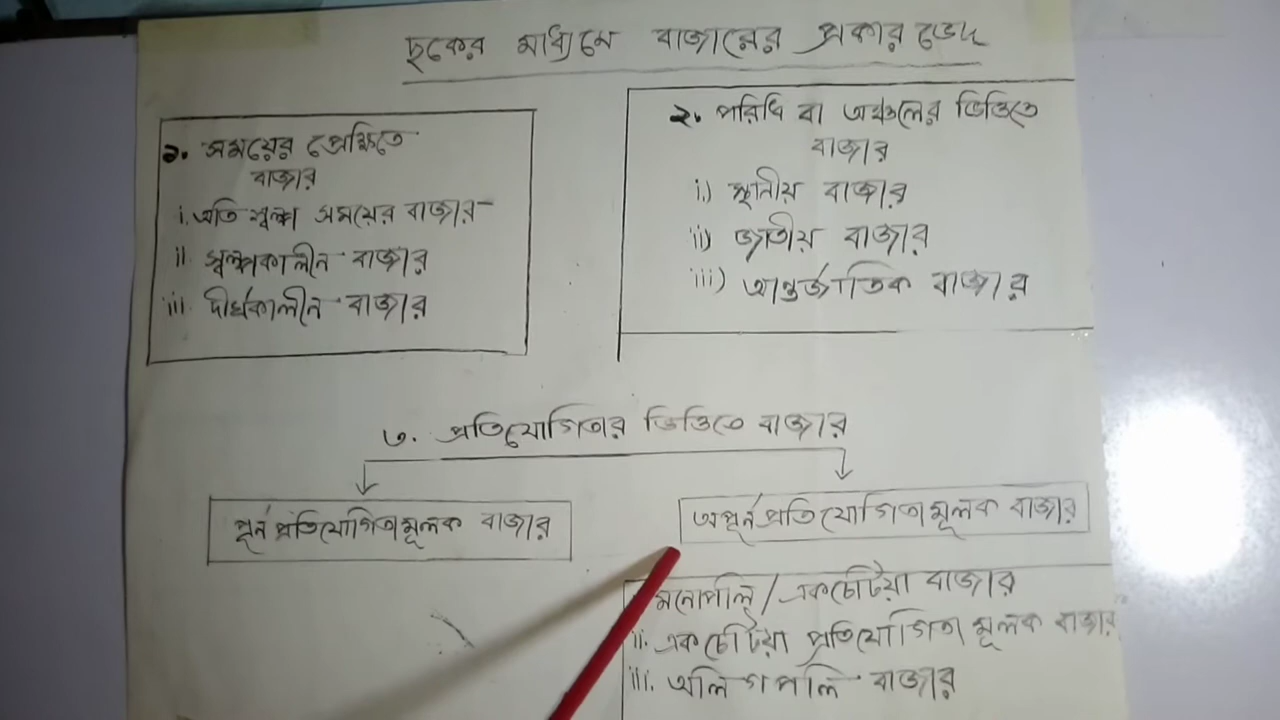 ছকের মাধ্যমে বাজারের প্রকারভেদ
১. সময়ের প্রেক্ষিতে
বাজার
i. অতি স্বল্প সময়ের বাজার
ii. স্বল্পকালীন বাজার
iii. দীর্ঘকালীন বাজার
২. পরিধি বা অঞ্চলের ভিত্তিতে
বাজার
i.) স্থানীয় বাজার
ii) জাতীয় বাজার
iii) আন্তর্জাতিক বাজার
৩. প্রতিযোগিতার ভিত্তিতে বাজার
পূর্ন প্রতিযোগিতামূলক বাজার
অপূর্ন প্রতিযোগিতামূলক বাজার
মনোপলি/একচেটিয়া বাজার
ii. একচেটিয়া প্রতিযোগিতামূলক বাজার
iii. অলিগপলি বাজার